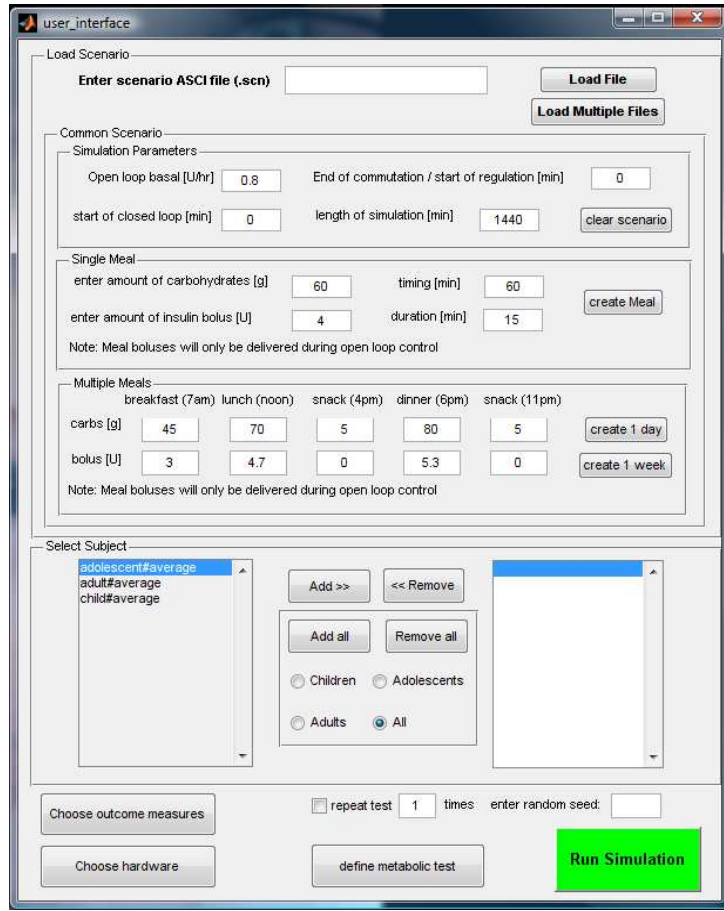 user_interface
Load Scenario
Enter scenario ASCI file (.scn)
Load File
Load Multiple Files
Common Scenario
Simulation Parameters
Open loop basal [U/hr] 0.8 End of commutation / start of regulation [min] 0
start of closed loop [min] 0 length of simulation [min] 1440 clear scenario
Single Meal
enter amount of carbohydrates [g] 60 timing [min] 60
create Meal
enter amount of insulin bolus [U] 4 duration [min] 15
Note: Meal boluses will only be delivered during open loop control
Multiple Meals
breakfast (7am) lunch (noon) snack (4pm) dinner (6pm) snack (11pm)
carbs [g] 45 70 5 80 5 create 1 day
bolus [U] 3 4.7 0 5.3 0 create 1 week
Note: Meal boluses will only be delivered during open loop control
Select Subject
adolescent#average
adult#average
child#average
Add >> << Remove
Add all Remove all
Children Adolescents
Adults All
Choose outcome measures
repeat test 1 times enter random seed:
Choose hardware
define metabolic test
Run Simulation